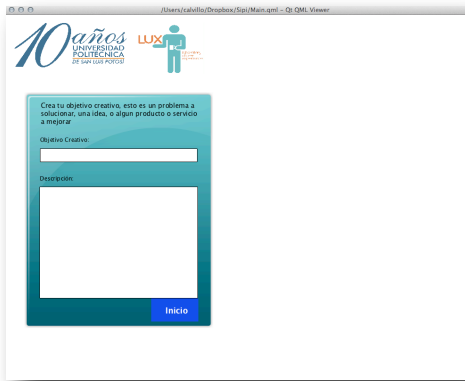 /Users/calvillo/Dropbox/Sipi/Main.qml - Qt QML Viewer
10 años
UNIVERSIDAD
POLITÉCNICA
DE SAN LUIS POTOSÍ
LUX
Crea tu objetivo creativo, esto es un problema a
solucionar, una idea, o algun producto o servicio
a mejorar
Objetivo Creativo:
Descripción:
Inicio